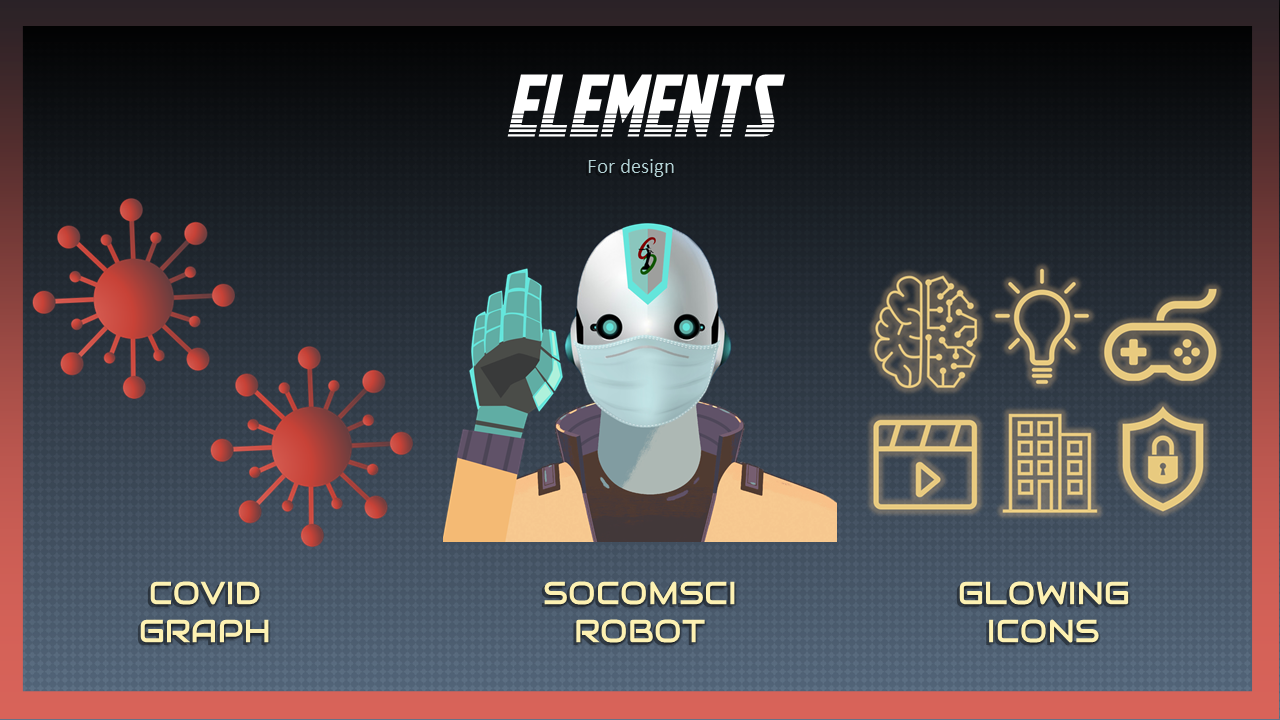 ELEMENTS
For design
COVID
GRAPH
SOCOMSCI
ROBOT
GLOWING
ICONS